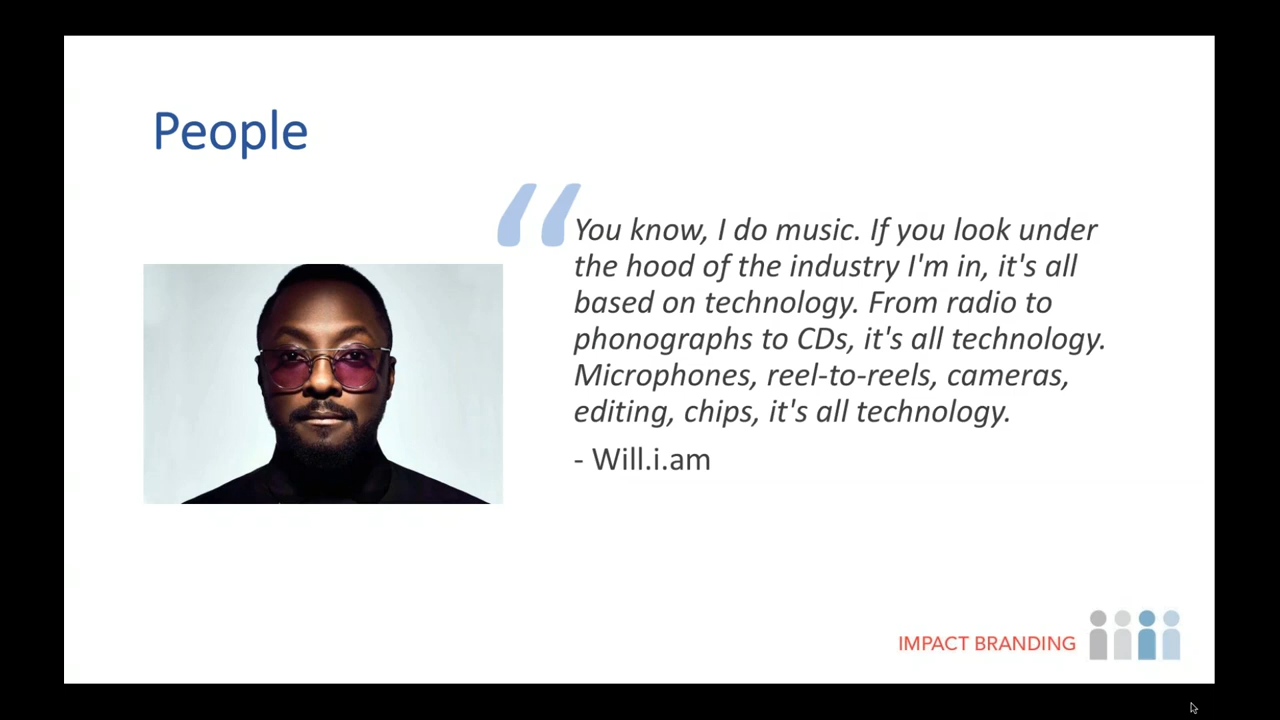 People
“
You know, I do music. If you look under
the hood of the industry I'm in, it's all
based on technology. From radio to
phonographs to CDs, it's all technology.
Microphones, reel-to-reels, cameras,
editing, chips, it's all technology.
- Will.i.am
IMPACT BRANDING